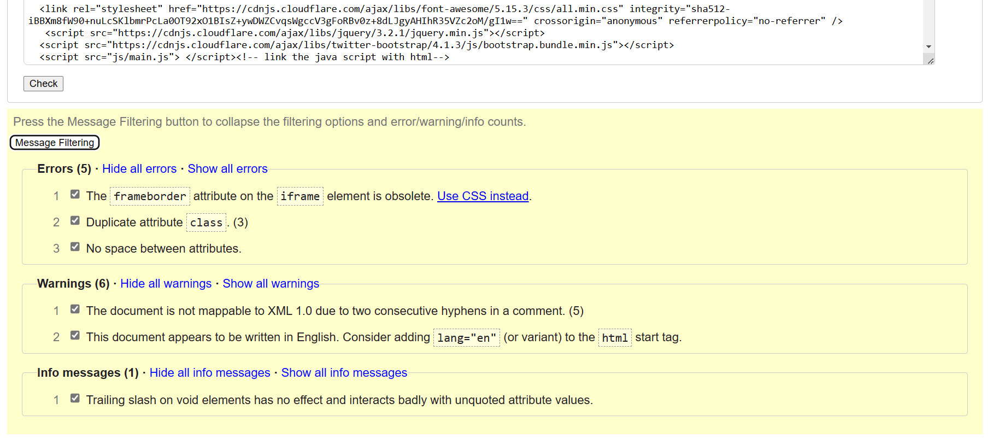 <link rel="stylesheet" href="https://cdnjs.cloudflare.com/ajax/libs/font-awesome/5.15.3/css/all.min.css" integrity="sha512-
iBBXm8fW90+nuLcSKlbmrPcLa0OT92xO1BIsZ+ywDWZCvqsWgccV3gFoRBv0z+8dLJgyAHIhR35VZc2oM/gI1w==" crossorigin="anonymous" referrerpolicy="no-referrer" />
<script src="https://cdnjs.cloudflare.com/ajax/libs/jquery/3.2.1/jquery.min.js"></script>
<script src="https://cdnjs.cloudflare.com/ajax/libs/twitter-bootstrap/4.1.3/js/bootstrap.bundle.min.js"></script>
<script src="js/main.js"> </script><!-- link the java script with html-->
Check
Press the Message Filtering button to collapse the filtering options and error/warning/info counts.
Message Filtering
Errors (5) · Hide all errors · Show all errors
1 The frameborder attribute on the iframe element is obsolete. Use CSS instead.
2 Duplicate attribute class. (3)
3 No space between attributes.
Warnings (6) · Hide all warnings · Show all warnings
1 The document is not mappable to XML 1.0 due to two consecutive hyphens in a comment. (5)
2 This document appears to be written in English. Consider adding lang="en" (or variant) to the html start tag.
Info messages (1) · Hide all info messages · Show all info messages
1 Trailing slash on void elements has no effect and interacts badly with unquoted attribute values.